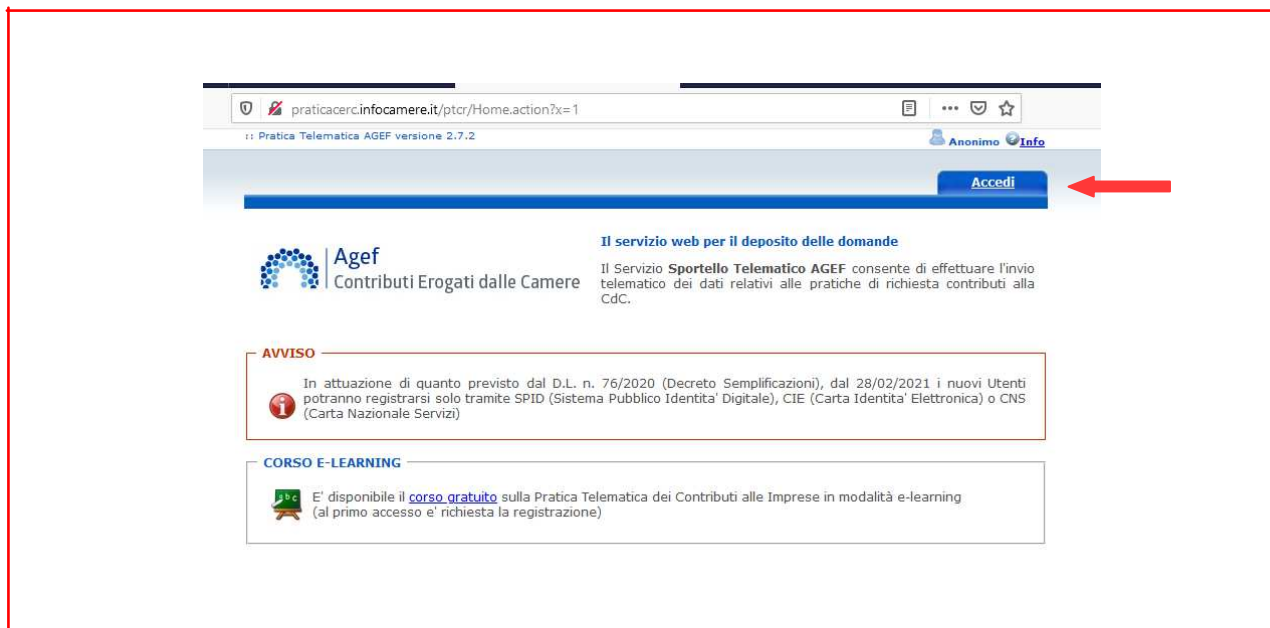 praticacerc.infocamere.it/ptcr/Home.action?x=1
:: Pratica Telematica AGEF versione 2.7.2
Anonimo Info
Accedi
Agef
Contributi Erogati dalle Camere
Il servizio web per il deposito delle domande
Il Servizio Sportello Telematico AGEF consente di effettuare l'invio
telematico dei dati relativi alle pratiche di richiesta contributi alla
CdC.
AVVISO
In attuazione di quanto previsto dal D.L. n. 76/2020 (Decreto Semplificazioni), dal 28/02/2021 i nuovi Utenti
potranno registrarsi solo tramite SPID (Sistema Pubblico Identita' Digitale), CIE (Carta Identita' Elettronica) o CNS
(Carta Nazionale Servizi)
CORSO E-LEARNING
abc
E' disponibile il corso gratuito sulla Pratica Telematica dei Contributi alle Imprese in modalità e-learning
(al primo accesso e' richiesta la registrazione)